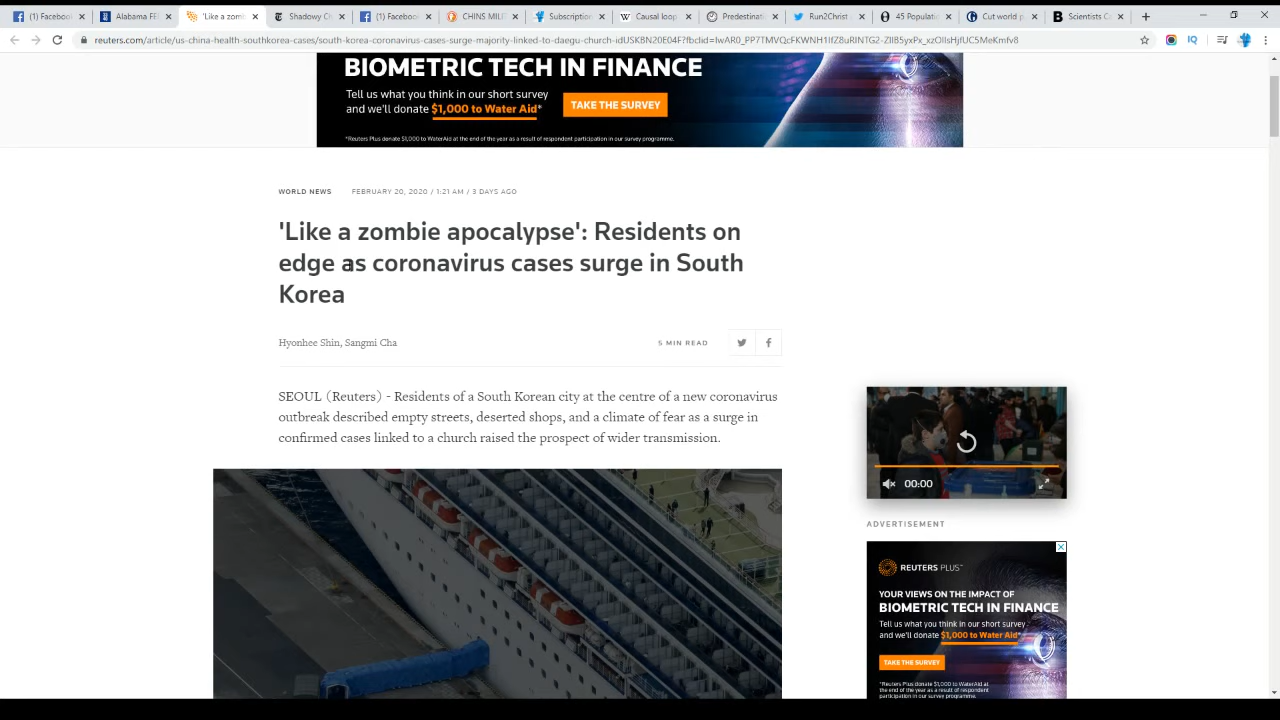 (1) Faceboo
Alabama FE
'Like a zomb
Shadowy C
(1) Faceboo
CHINS MILI
Subscription
Causal loop
Predestinati
Run2Christ
45 Populati
Cut world p
Scientists C
reuters.com/article/us-china-health-southkorea-cases/south-korea-coronavirus-cases-surge-majority-linked-to-daegu-church-idUSKBN20E04F?fbclid=IwAR0_PP7TMVQcFKWNH1IfZ8uRINTG2-ZIIB5yxPx_xzOIlsHjfUC5MeKmfv8
IQ
BIOMETRIC TECH IN FINANCE
Tell us what you think in our short survey
and we'll donate $1,000 to Water Aid*
TAKE THE SURVEY
*Reuters Plus donate $1,000 to WaterAid at the end of the year as a result of respondent participation in our survey programme.
WORLD NEWS FEBRUARY 20, 2020 / 1:21 AM / 3 DAYS AGO
'Like a zombie apocalypse': Residents on
edge as coronavirus cases surge in South
Korea
Hyonhee Shin, Sangmi Cha
5 MIN READ
SEOUL (Reuters) - Residents of a South Korean city at the centre of a new coronavirus
outbreak described empty streets, deserted shops, and a climate of fear as a surge in
confirmed cases linked to a church raised the prospect of wider transmission.
00:00
ADVERTISEMENT
REUTERS PLUS™
YOUR VIEWS ON THE IMPACT OF
BIOMETRIC TECH IN FINANCE
Tell us what you think in our short survey
and we'll donate $1,000 to Water Aid*
TAKE THE SURVEY
*Reuters Plus donate $1,000 to WaterAid at
the end of the year as a result of respondent
participation in our survey programme.